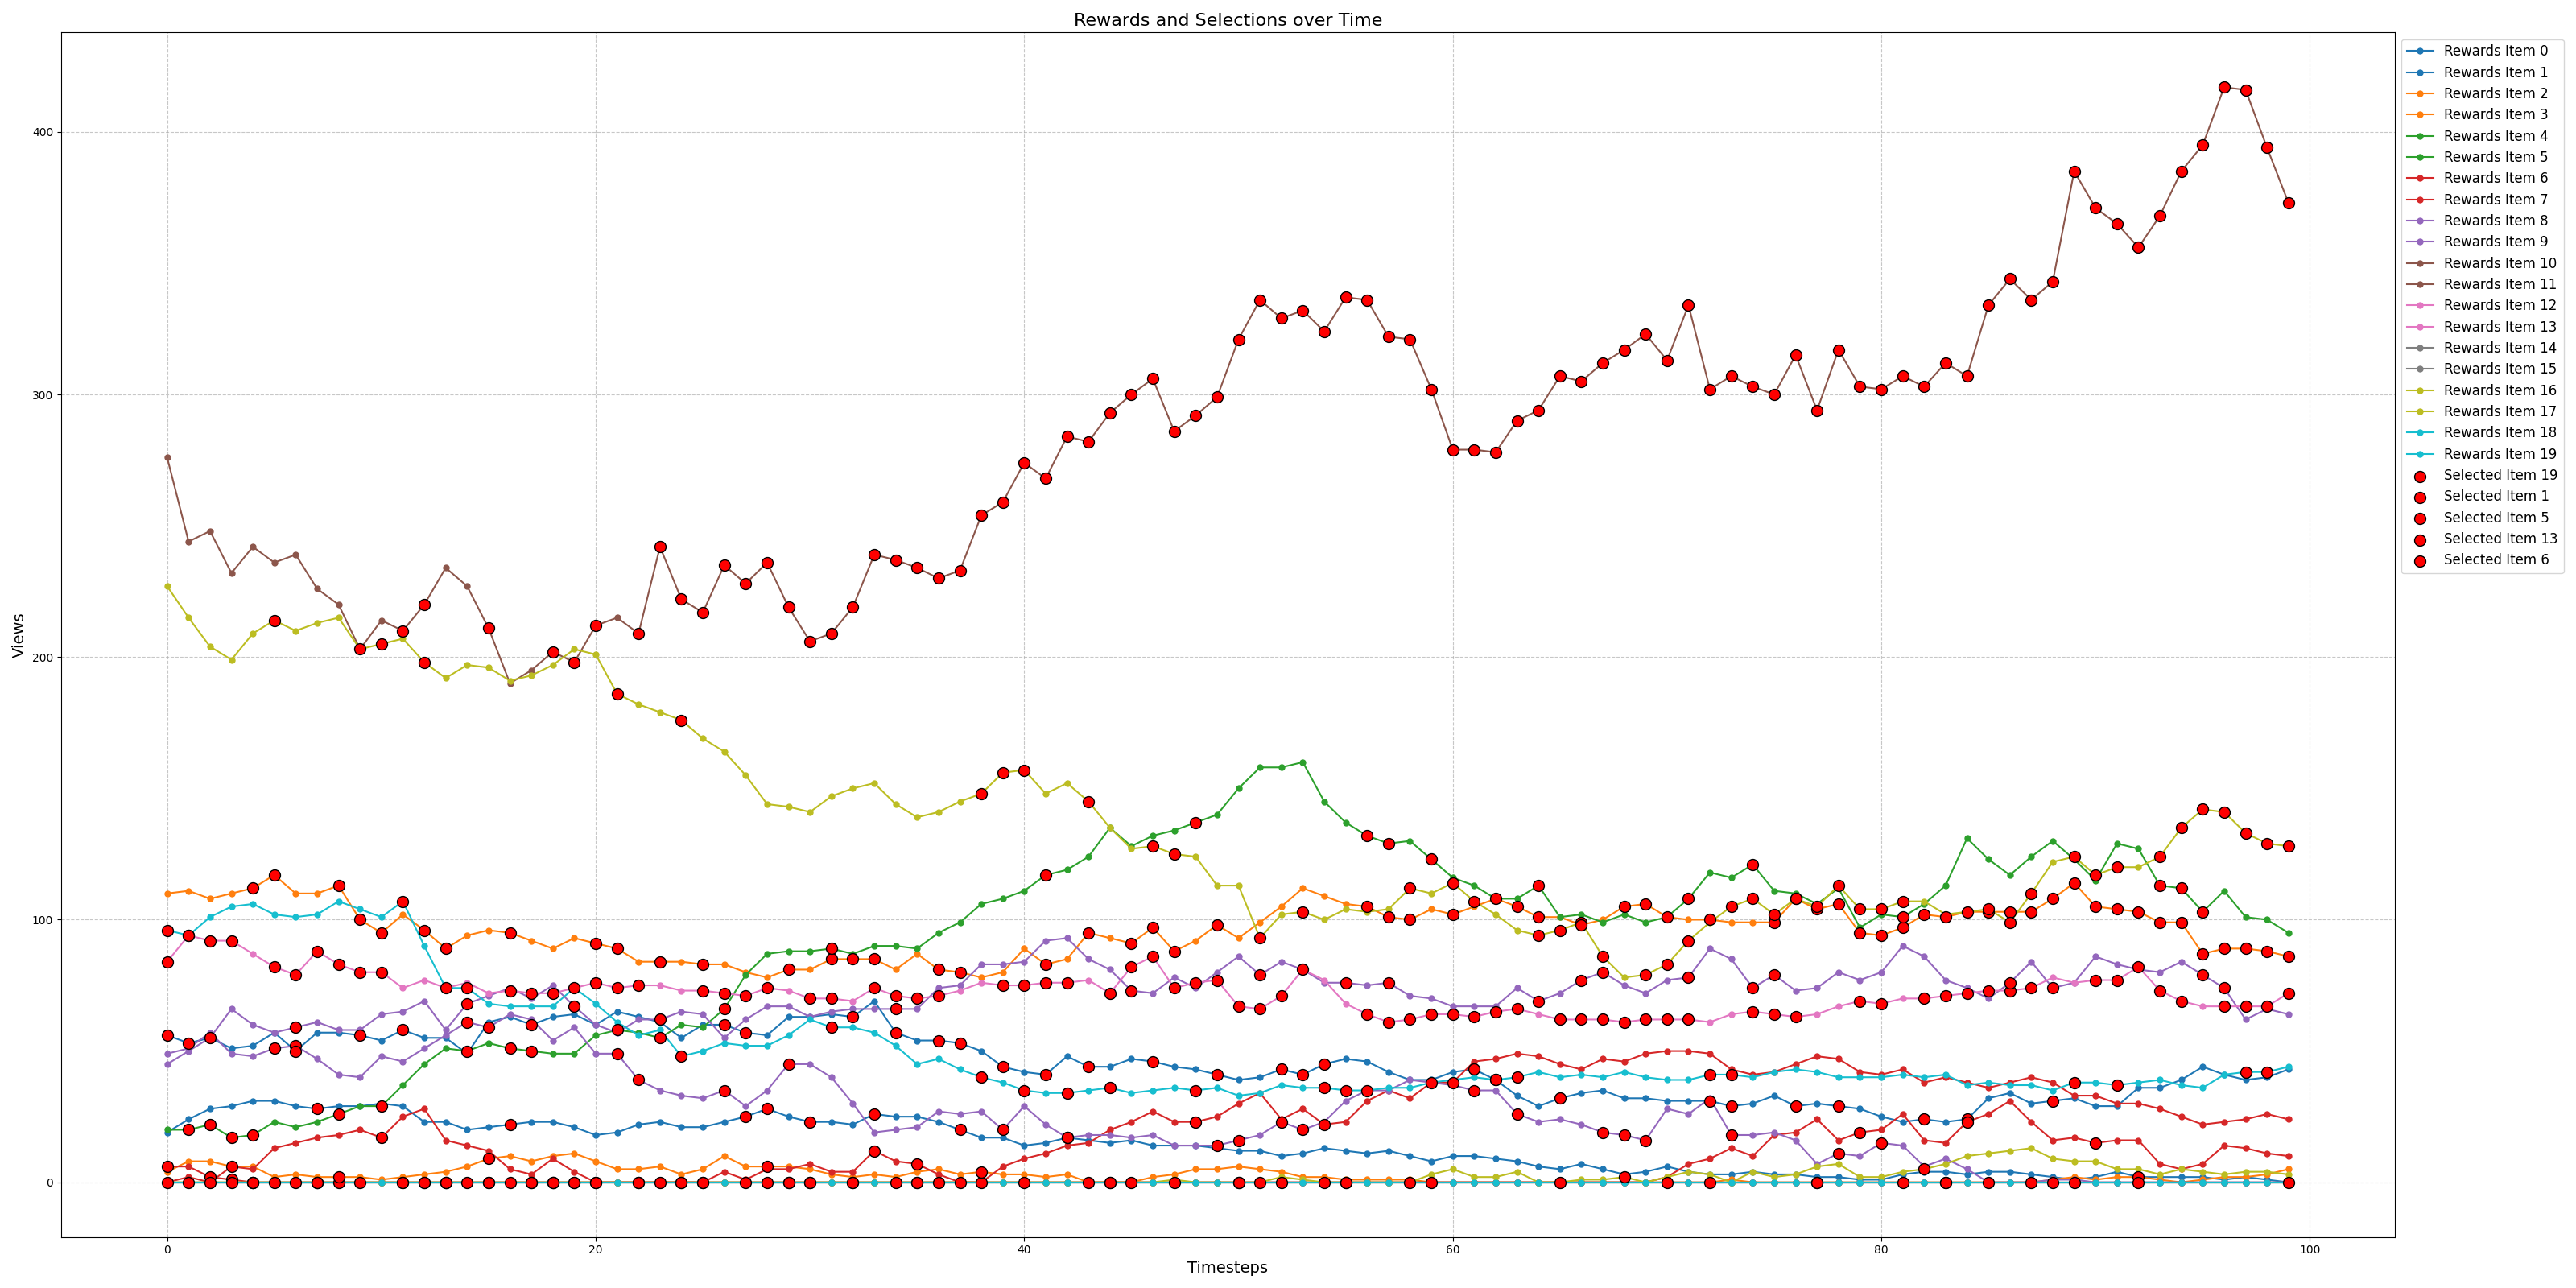 Rewards and Selections over Time
Views
400
300
200
100
0
0
20
40
60
80
100
Timesteps
Rewards Item 0
Rewards Item 1
Rewards Item 2
Rewards Item 3
Rewards Item 4
Rewards Item 5
Rewards Item 6
Rewards Item 7
Rewards Item 8
Rewards Item 9
Rewards Item 10
Rewards Item 11
Rewards Item 12
Rewards Item 13
Rewards Item 14
Rewards Item 15
Rewards Item 16
Rewards Item 17
Rewards Item 18
Rewards Item 19
Selected Item 19
Selected Item 1
Selected Item 5
Selected Item 13
Selected Item 6